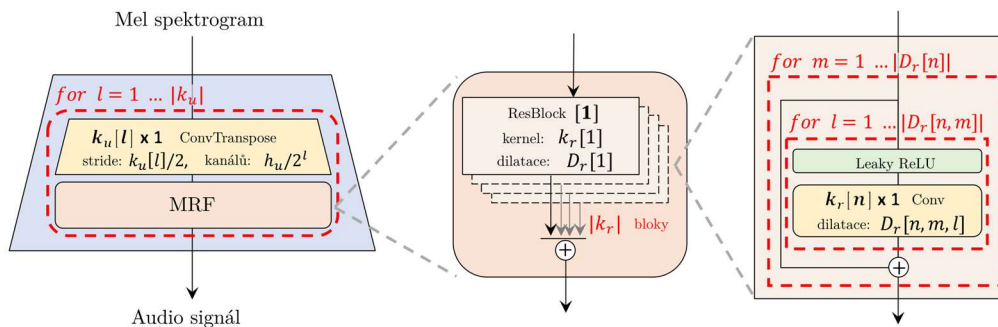 Mel spektrogram
for l = 1 … |k_u|
k_u[l] x 1 ConvTranspose
stride: k_u[l]/2, kanálů: h_u/2^l
MRF
Audio signál
ResBlock [1]
kernel: k_r[1]
dilatace: D_r[1]
|k_r| bloky
+
for m = 1 …|D_r[n]|
for l = 1 …|D_r[n,m]|
Leaky ReLU
k_r[n] x 1 Conv
dilatace: D_r[n,m,l]
+